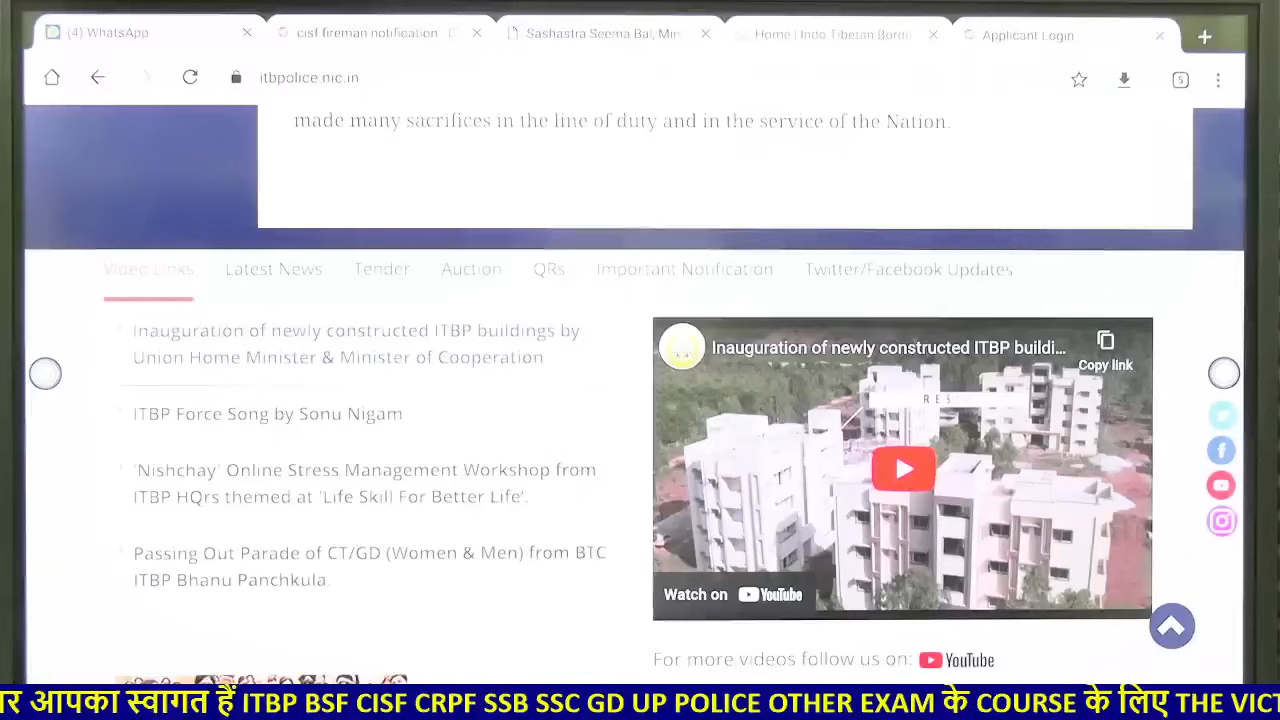 (4) WhatsApp
cisf fireman notification - C
Sashastra Seema Bal, Min
Home | Indo Tibetan Borde
Applicant Login
itbpolice.nic.in
5
made many sacrifices in the line of duty and in the service of the Nation.
Video Links
Latest News
Tender
Auction
QRs
Important Notification
Twitter/Facebook Updates
Inauguration of newly constructed ITBP buildings by
Union Home Minister & Minister of Cooperation
ITBP Force Song by Sonu Nigam
'Nishchay' Online Stress Management Workshop from
ITBP HQrs themed at 'Life Skill For Better Life'.
Passing Out Parade of CT/GD (Women & Men) from BTC
ITBP Bhanu Panchkula.
Inauguration of newly constructed ITBP buildi...
Copy link
RES
Watch on YouTube
For more videos follow us on: YouTube
र आपका स्वागत हैं ITBP BSF CISF CRPF SSB SSC GD UP POLICE OTHER EXAM के COURSE के लिए THE VICT